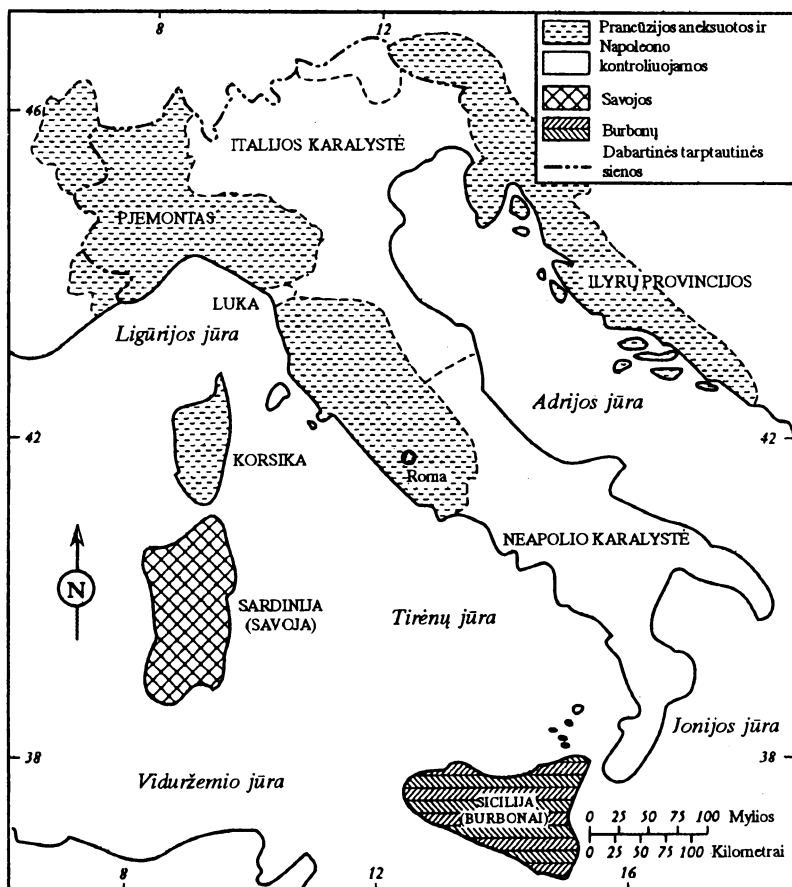 8
12
Prancūzijos aneksuotos ir
Napoleono
kontroliuojamos
Savojos
Burbonų
Dabartinės tarptautinės
sienos
46
ITALIJOS KARALYSTĖ
PJEMONTAS
ILYRŲ PROVINCIJOS
LUKA
Ligūrijos jūra
Adrijos jūra
42
42
KORSIKA
Roma
NEAPOLIO KARALYSTĖ
N
SARDINIJA
(SAVOJA)
Tirėnų jūra
Jonijos jūra
38
38
Viduržemio jūra
SICILIJA
(BURBONAI)
0 25 50 75 100 Mylios
0 25 50 75 100 Kilometrai
8
12
16